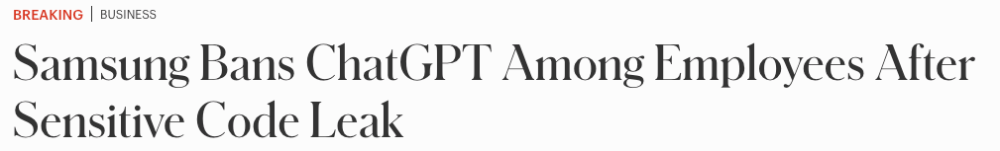 BREAKING | BUSINESS
Samsung Bans ChatGPT Among Employees After
Sensitive Code Leak